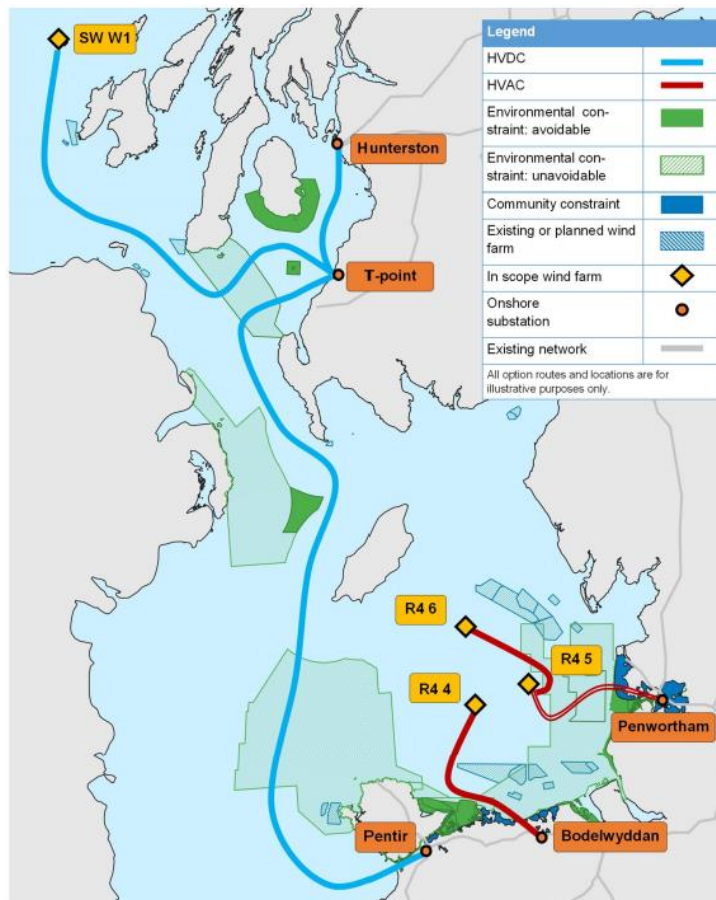 SW W1
Hunterston
T-point
R4 6
R4 5
R4 4
Penwortham
Pentir
Bodelwyddan
Legend
HVDC
HVAC
Environmental con-
straint: avoidable
Environmental con-
straint: unavoidable
Community constraint
Existing or planned wind
farm
In scope wind farm
Onshore
substation
Existing network
All option routes and locations are for
illustrative purposes only.